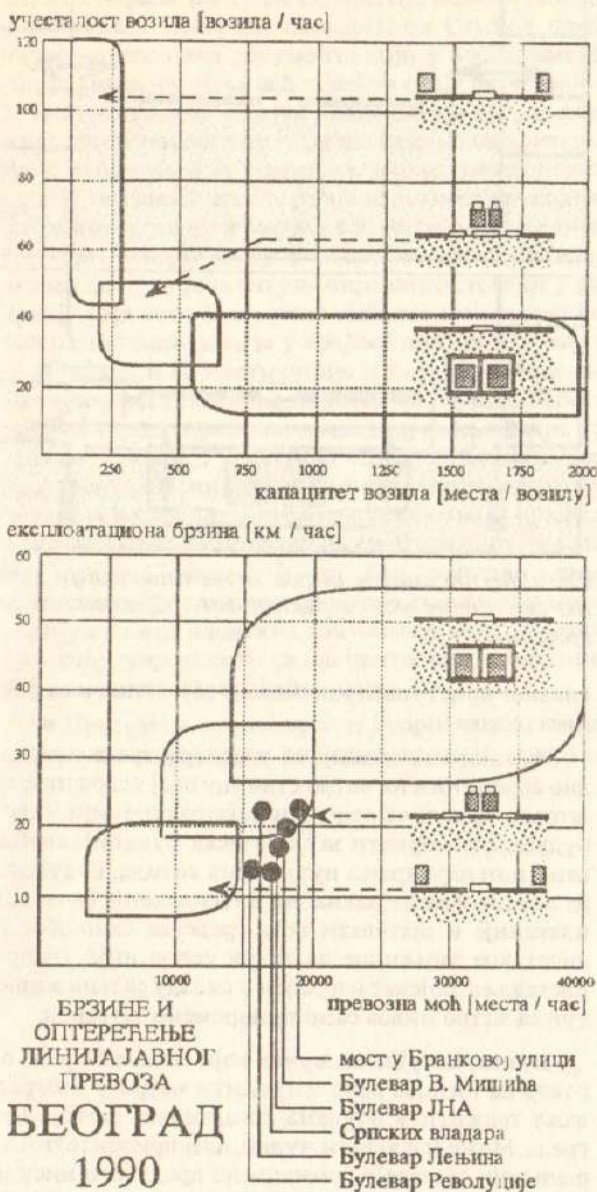 учесталост возила [возила / час]
120
100
80
60
40
20
250
500
750
1000
1250
1500
1750
2000
капацитет возила [места / возилу]
експлоатациона брзина [км / час]
60
50
40
30
20
10
10000
20000
30000
40000
превозна моћ [места / час]
БРЗИНЕ И
ОПТЕРЕЋЕЊЕ
ЛИНИЈА ЈАВНОГ
ПРЕВОЗА
БЕОГРАД
1990
мост у Бранковој улици
Булевар В. Мишића
Булевар ЈНА
Српских владара
Булевар Лењина
Булевар Револуције